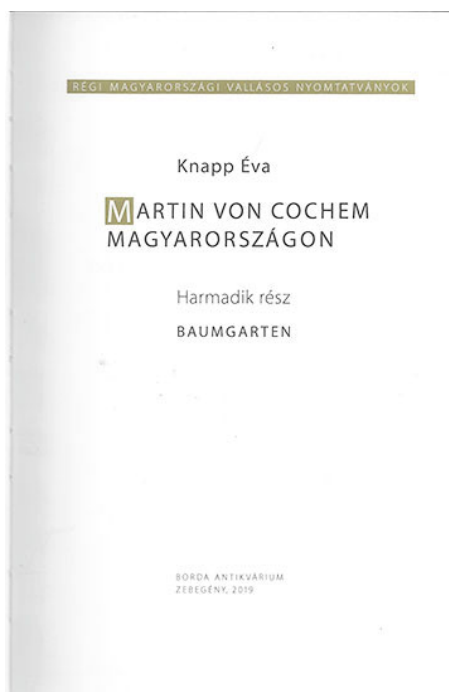 RÉGI MAGYARORSZÁGI VALLÁSOS NYOMTATVÁNYOK
Knapp Éva
MARTIN VON COCHEM
MAGYARORSZÁGON
Harmadik rész
BAUMGARTEN
BORDA ANTIKVÁRIUM
ZEBEGÉNY, 2019